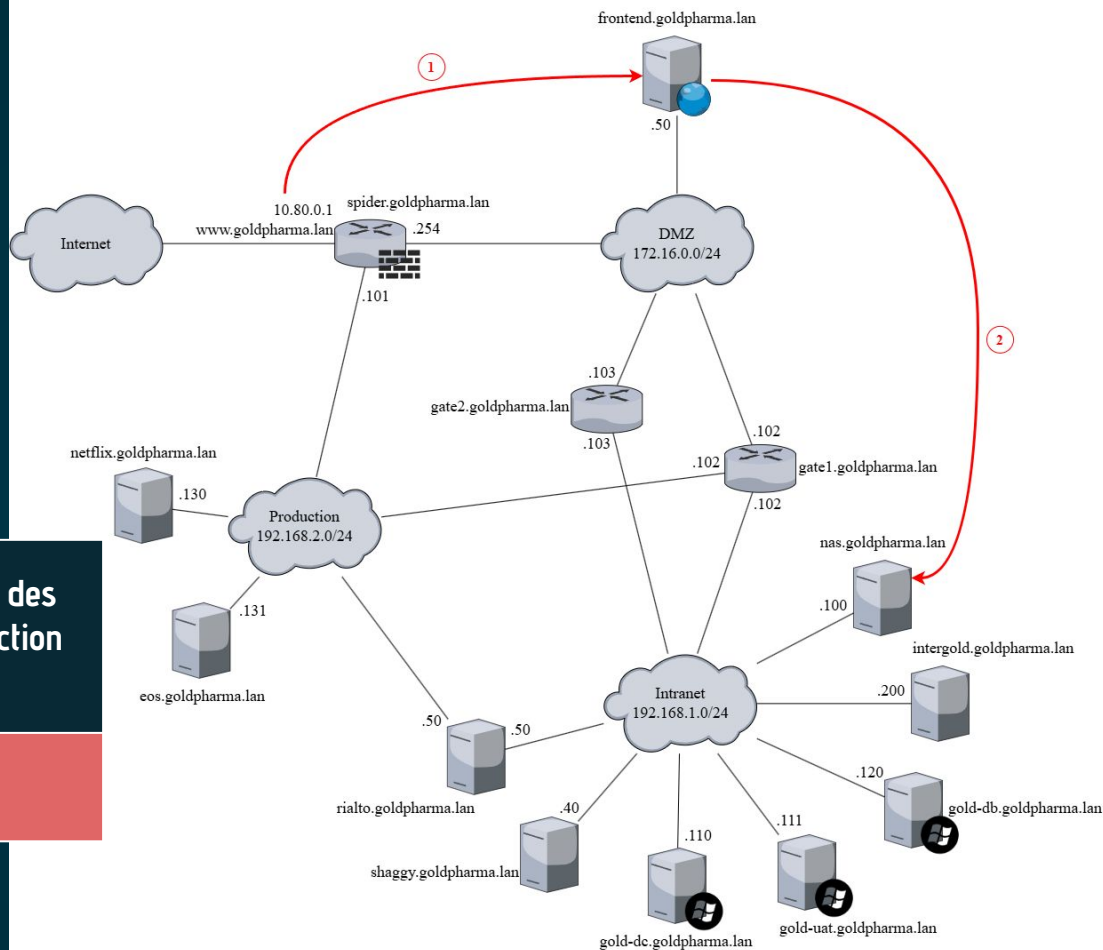 frontend.goldpharma.lan
1
.50
10.80.0.1
spider.goldpharma.lan
www.goldpharma.lan
.254
Internet
DMZ
172.16.0.0/24
.101
2
.103
gate2.goldpharma.lan
.103
.102
.102
gate1.goldpharma.lan
.102
netflix.goldpharma.lan
.130
Production
192.168.2.0/24
nas.goldpharma.lan
des
ction
.131
.100
eos.goldpharma.lan
intergold.goldpharma.lan
Intranet
192.168.1.0/24
.200
.50
.50
rialto.goldpharma.lan
.120
gold-db.goldpharma.lan
.40
.110
.111
shaggy.goldpharma.lan
gold-uat.goldpharma.lan
gold-dc.goldpharma.lan